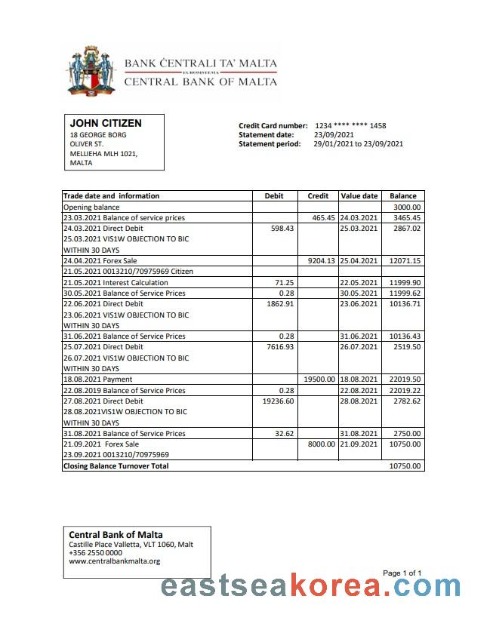 BANK ĊENTRALI TA' MALTA
EUROSISTEMA
CENTRAL BANK OF MALTA
JOHN CITIZEN
18 GEORGE BORG
OLIVER ST.
MELLIEHA MLH 1021,
MALTA
Credit Card number: 1234 **** **** 1458
Statement date: 23/09/2021
Statement period: 29/01/2021 to 23/09/2021
Trade date and information Debit Credit Value date Balance
Opening balance 3000.00
23.03.2021 Balance of service prices 465.45 24.03.2021 3465.45
24.03.2021 Direct Debit 598.43 25.03.2021 2867.02
25.03.2021 VIS1W OBJECTION TO BIC
WITHIN 30 DAYS
24.04.2021 Forex Sale 9204.13 25.04.2021 12071.15
21.05.2021 0013210/70975969 Citizen
21.05.2021 Interest Calculation 71.25 22.05.2021 11999.90
30.05.2021 Balance of Service Prices 0.28 30.05.2021 11999.62
22.06.2021 Direct Debit 1862.91 23.06.2021 10136.71
23.06.2021 VIS1W OBJECTION TO BIC
WITHIN 30 DAYS
31.06.2021 Balance of Service Prices 0.28 31.06.2021 10136.43
25.07.2021 Direct Debit 7616.93 26.07.2021 2519.50
26.07.2021 VIS1W OBJECTION TO BIC
WITHIN 30 DAYS
18.08.2021 Payment 19500.00 18.08.2021 22019.50
22.08.2019 Balance of Service Prices 0.28 22.08.2021 22019.22
27.08.2021 Direct Debit 19236.60 28.08.2021 2782.62
28.08.2021VIS1W OBJECTION TO BIC
WITHIN 30 DAYS
31.08.2021 Balance of Service Prices 32.62 31.08.2021 2750.00
21.09.2021 Forex Sale 8000.00 21.09.2021 10750.00
23.09.2021 0013210/70975969
Closing Balance Turnover Total 10750.00
Central Bank of Malta
Castille Place Valletta, VLT 1060, Malt
+356 2550 0000
www.centralbankmalta.org
Page 1 of 1
eastseakorea.com